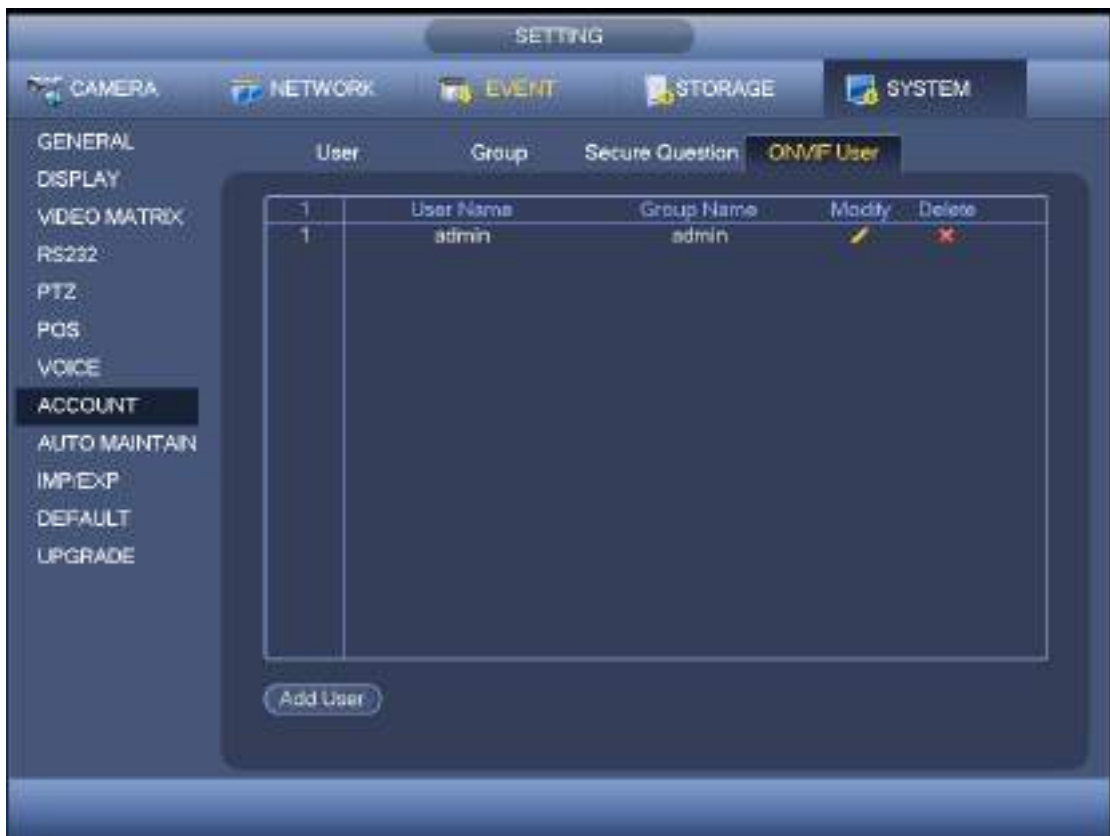 SETTING
CAMERA NETWORK EVENT STORAGE SYSTEM
GENERAL
DISPLAY
VIDEO MATRIX
RS232
PTZ
POS
VOICE
ACCOUNT
AUTO MAINTAIN
IMP/EXP
DEFAULT
UPGRADE
User Group Secure Question ONVIF User
1 User Name Group Name Modify Delete
1 admin admin
Add User